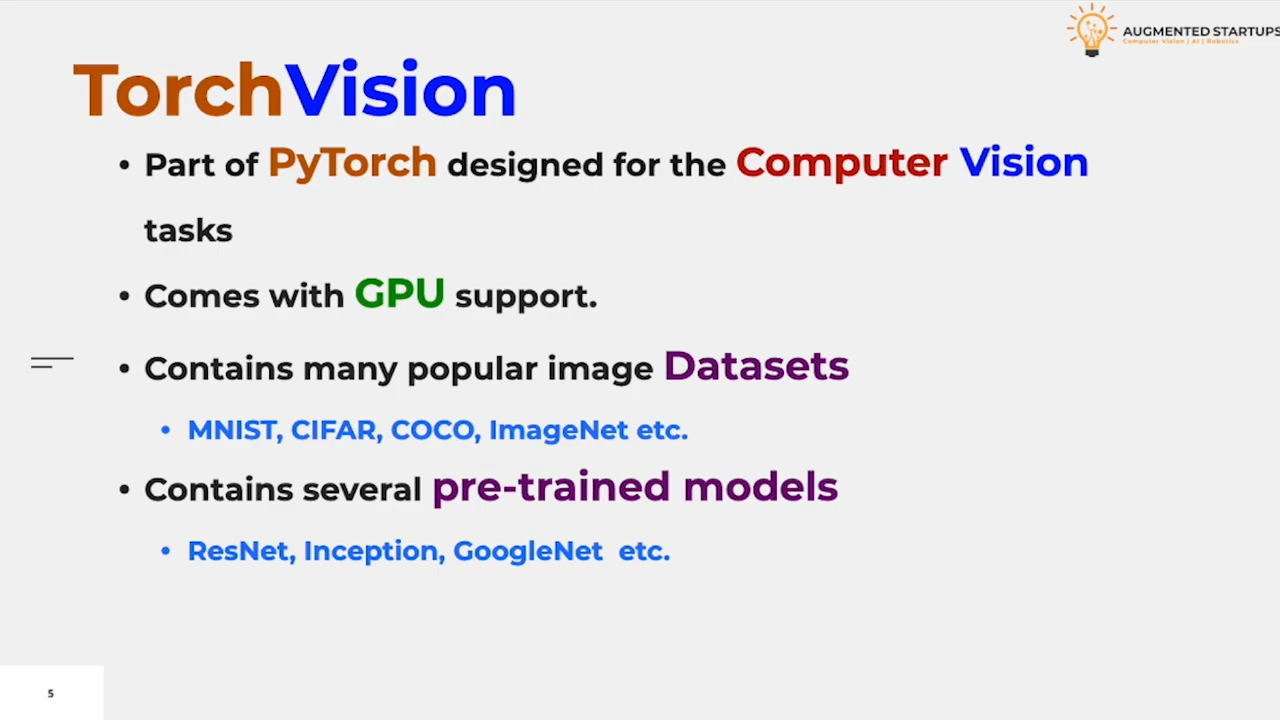 AUGMENTED STARTUPS
Computer Vision | AI | Robotics
TorchVision
• Part of PyTorch designed for the Computer Vision
tasks
• Comes with GPU support.
• Contains many popular image Datasets
• MNIST, CIFAR, COCO, ImageNet etc.
• Contains several pre-trained models
• ResNet, Inception, GoogleNet etc.
5